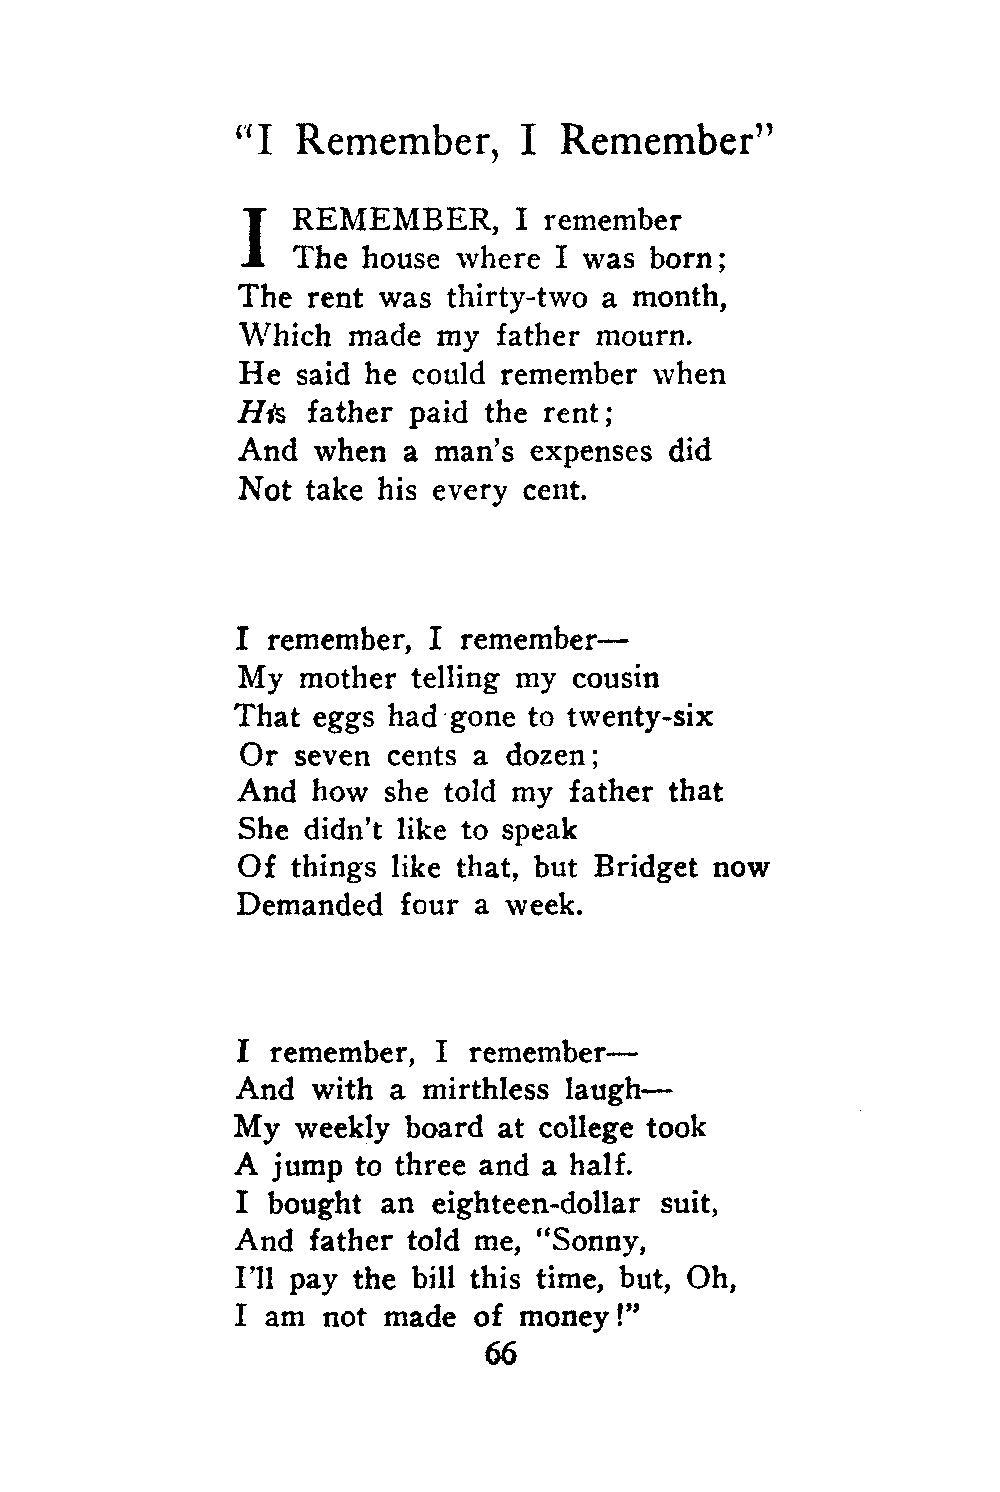 "I Remember, I Remember"
I REMEMBER, I remember
The house where I was born;
The rent was thirty-two a month,
Which made my father mourn.
He said he could remember when
His father paid the rent;
And when a man's expenses did
Not take his every cent.
I remember, I remember—
My mother telling my cousin
That eggs had gone to twenty-six
Or seven cents a dozen;
And how she told my father that
She didn't like to speak
Of things like that, but Bridget now
Demanded four a week.
I remember, I remember—
And with a mirthless laugh—
My weekly board at college took
A jump to three and a half.
I bought an eighteen-dollar suit,
And father told me, "Sonny,
I'll pay the bill this time, but, Oh,
I am not made of money!"
66